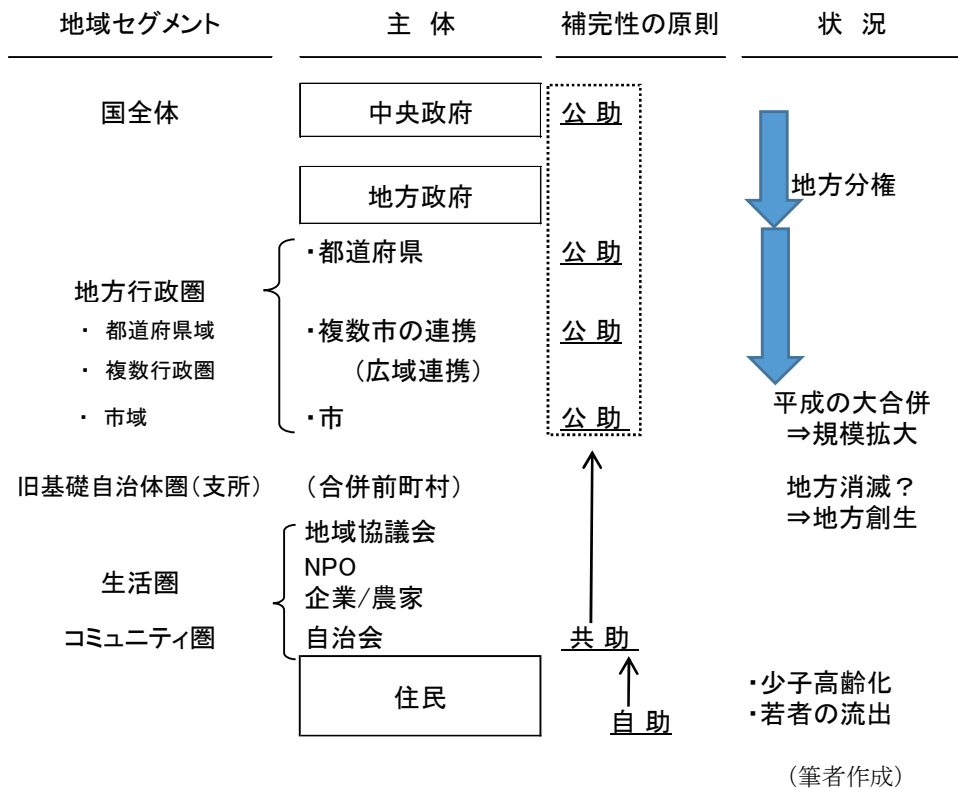 地域セグメント 主 体 補完性の原則 状 況
国全体 中央政府 公 助
地方政府 地方分権
・都道府県 公 助
地方行政圏
・ 都道府県域 ・複数市の連携 公 助
・ 複数行政圏 （広域連携）
・ 市域 ・市 公 助 平成の大合併
⇒規模拡大
旧基礎自治体圏（支所） （合併前町村） 地方消滅？
⇒地方創生
地域協議会
NPO
生活圏
企業/農家
コミュニティ圏 自治会 共 助
住民 ・少子高齢化
自 助 ・若者の流出
（筆者作成）